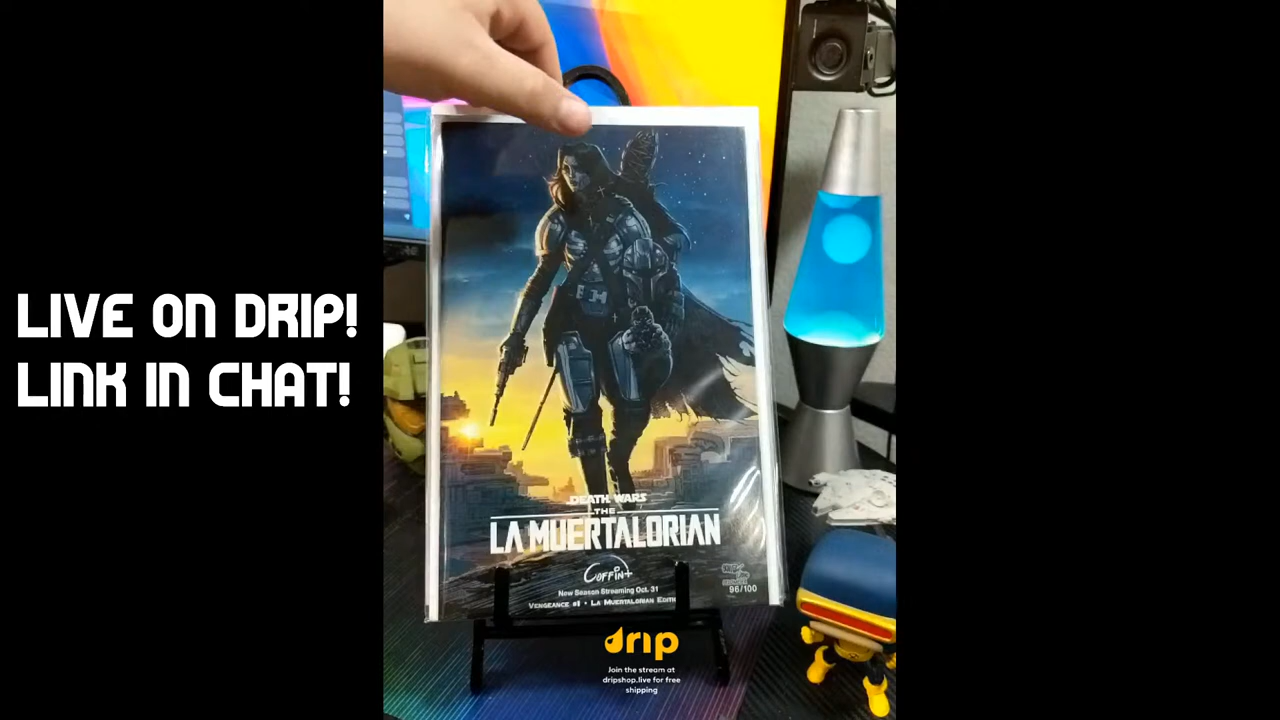 LIVE ON DRIP!
LINK IN CHAT!
DEATH WARS
THE
LA MUERTALORIAN
COFFIN+
New Season Streaming Oct. 31
VENGEANCE #1 • LA MUERTALORIAN
96/100
drip
Join the stream at
dripshop.live for free
shipping